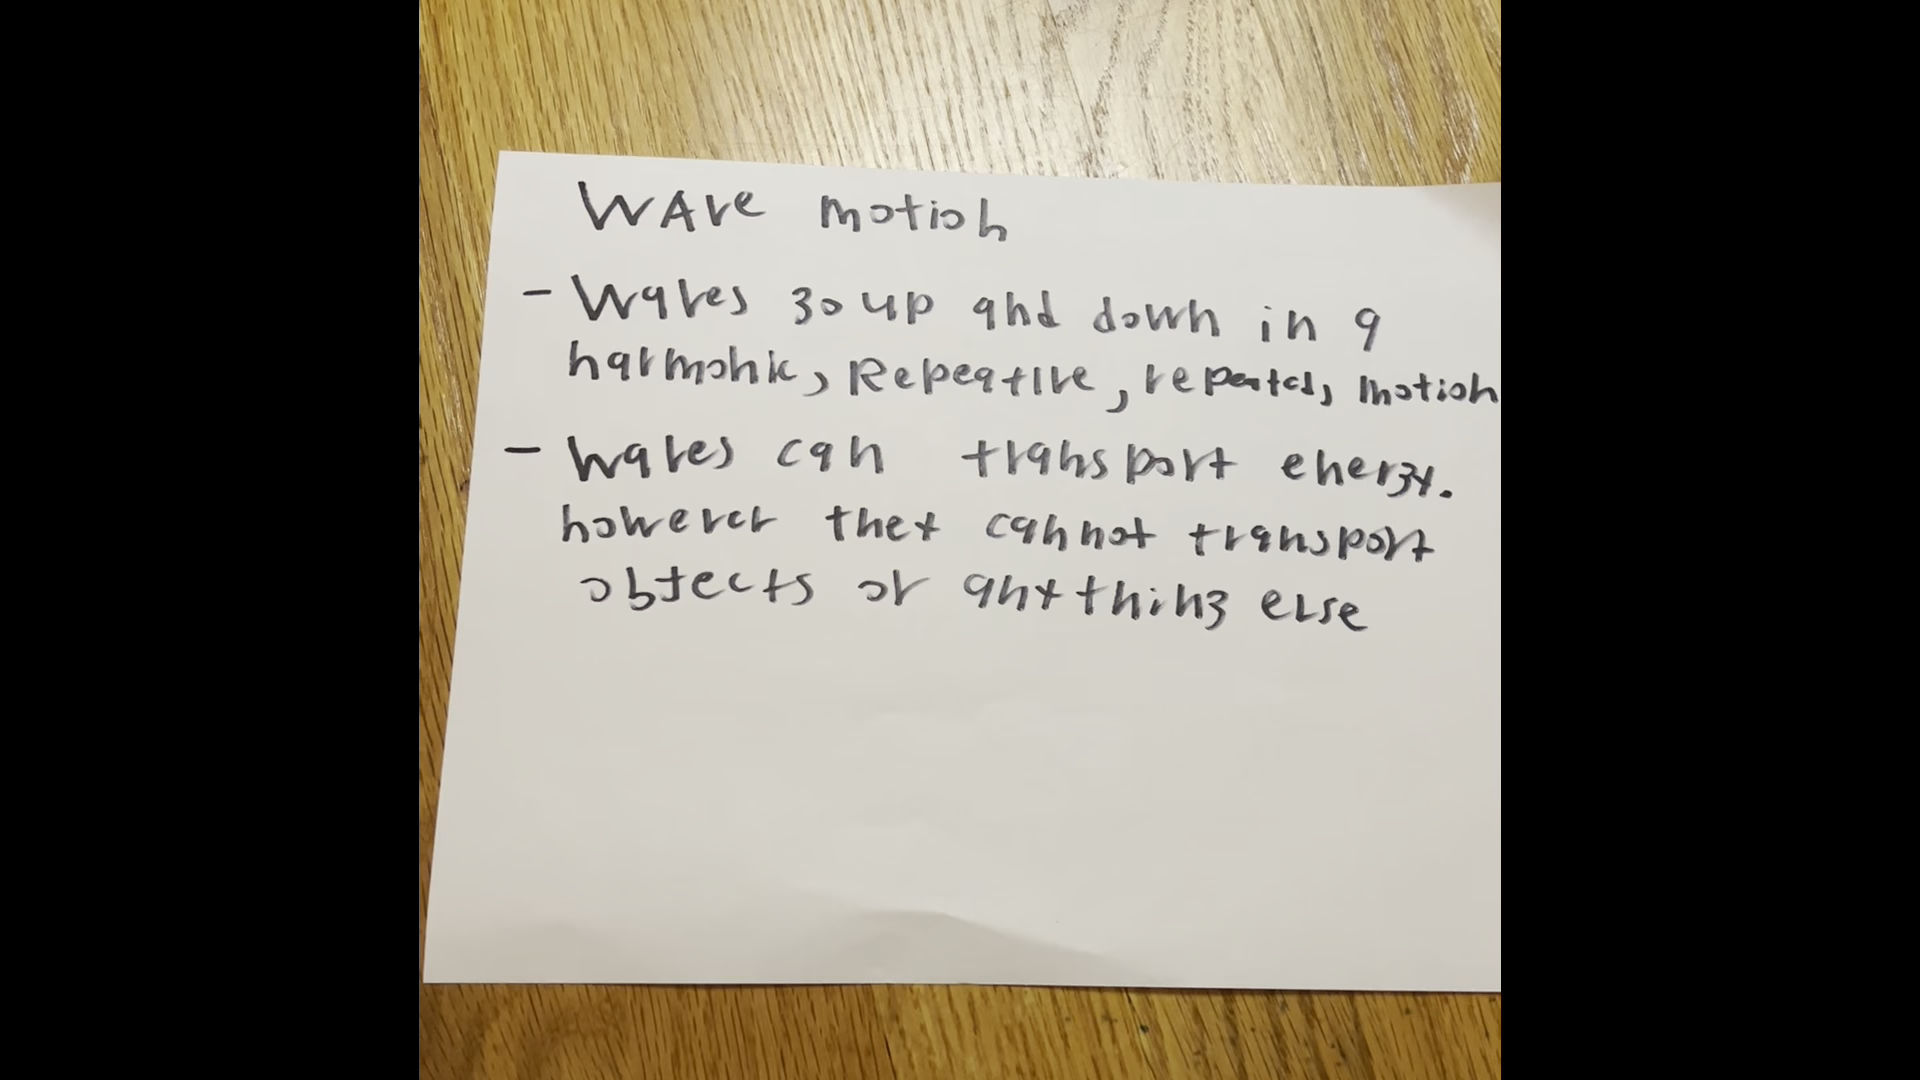 Wave motion
- Waves go up and down in a
harmonic, Repeative, repeated, motion
- waves can transport energy.
however they cannot transport
objects or anything else